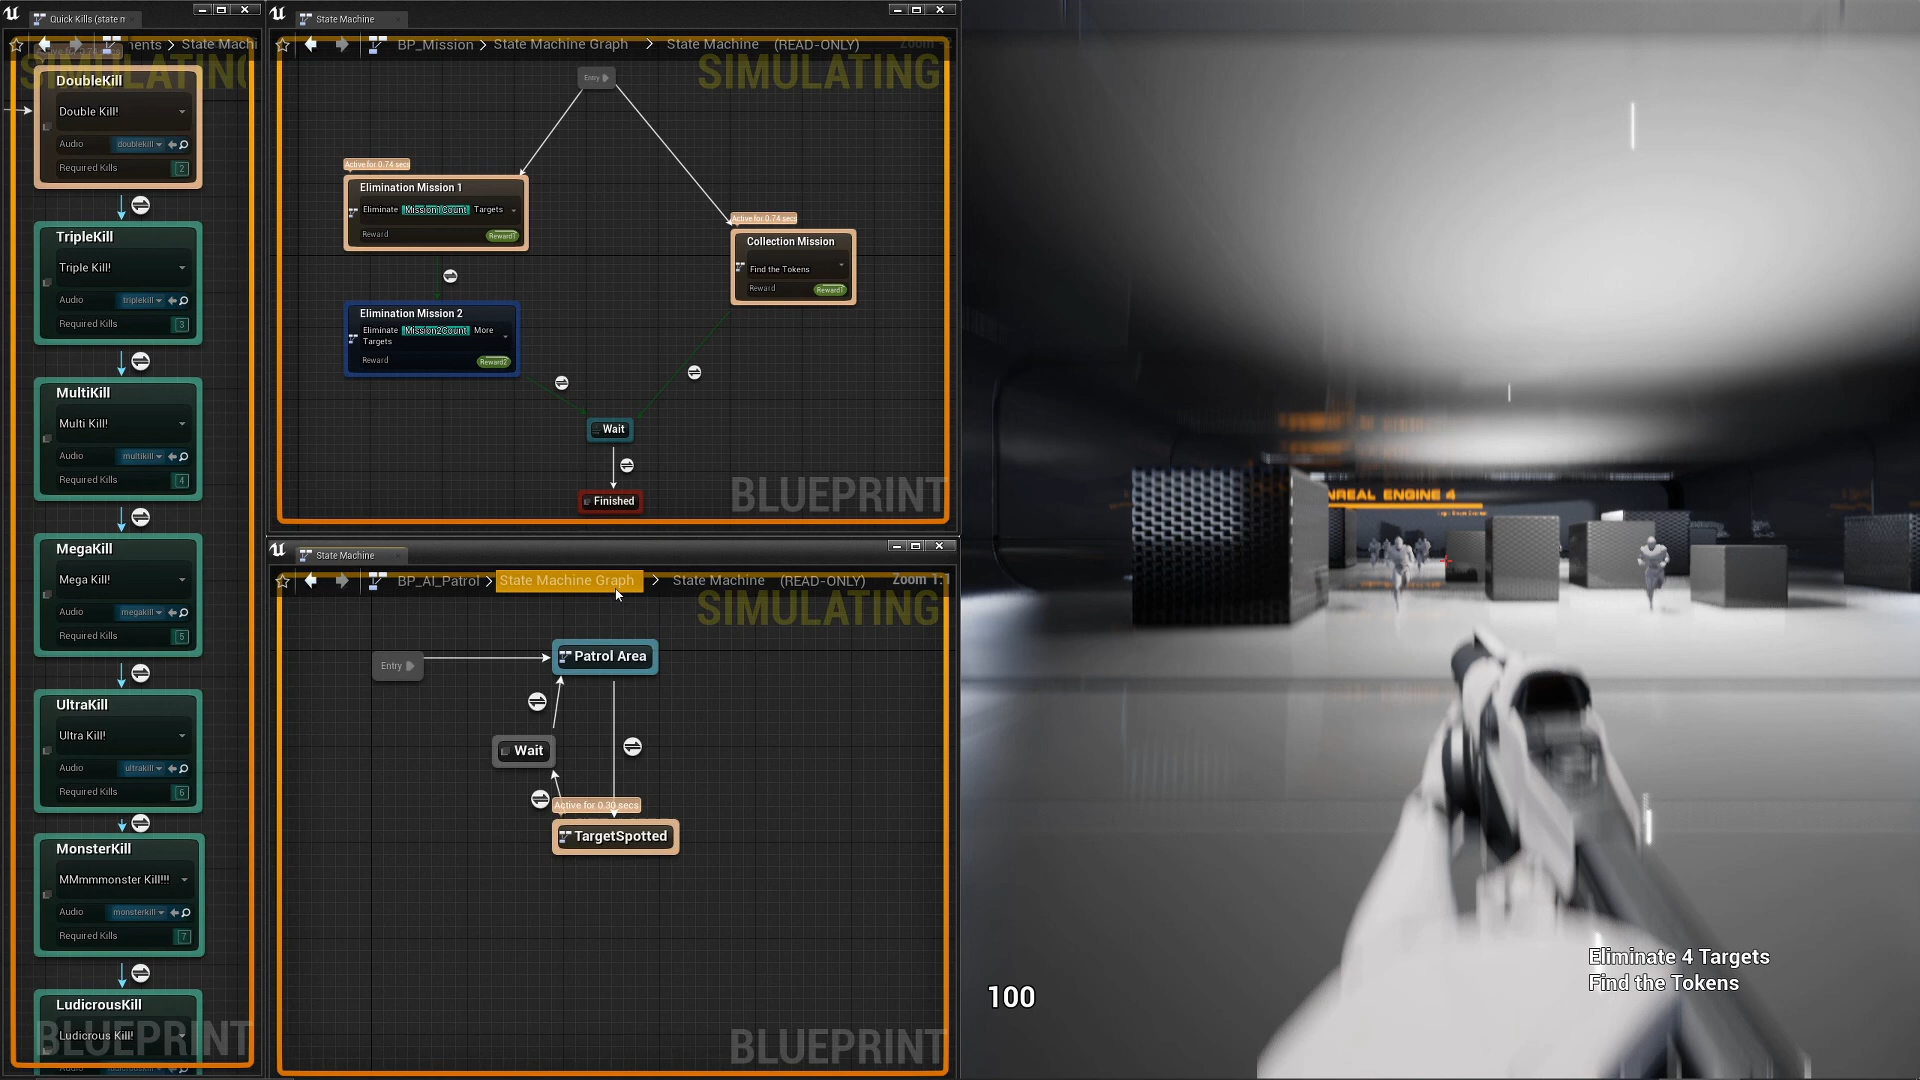 Quick Kills (state m
ments > State Machi
SIMULATING
DoubleKill
Double Kill!
Audio doublekill
Required Kills 2
TripleKill
Triple Kill!
Audio triplekill
Required Kills 3
MultiKill
Multi Kill!
Audio multikill
Required Kills 4
MegaKill
Mega Kill!
Audio megakill
Required Kills 5
UltraKill
Ultra Kill!
Audio ultrakill
Required Kills 6
MonsterKill
MMmmmonster Kill!!!
Audio monsterkill
Required Kills 7
LudicrousKill
Ludicrous Kill!
BLUEPRINT
State Machine
BP_Mission > State Machine Graph > State Machine (READ-ONLY)
Zoom -2
SIMULATING
Entry
Active for 0.74 secs
Elimination Mission 1
Eliminate Mission1Count Targets
Reward Reward1
Active for 0.74 secs
Collection Mission
Find the Tokens
Reward Reward1
Elimination Mission 2
Eliminate Mission2Count More
Targets
Reward Reward2
Wait
Finished
BLUEPRINT
State Machine
BP_AI_Patrol > State Machine Graph > State Machine (READ-ONLY)
Zoom 1:1
SIMULATING
Entry
Patrol Area
Wait
Active for 0.30 secs
TargetSpotted
BLUEPRINT
NREAL ENGINE 4
Eliminate 4 Targets
Find the Tokens
100